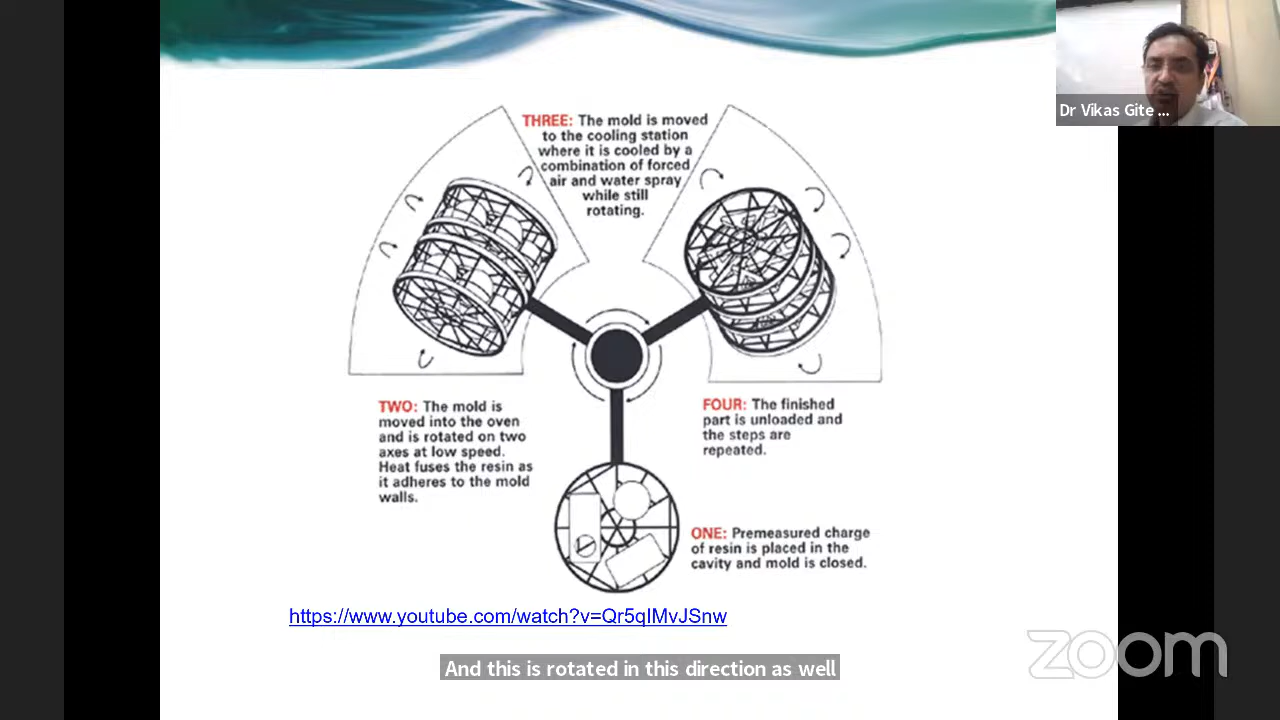 Dr Vikas Gite ...
THREE: The mold is moved
to the cooling station
where it is cooled by a
combination of forced
air and water spray
while still
rotating.
TWO: The mold is
moved into the oven
and is rotated on two
axes at low speed.
Heat fuses the resin as
it adheres to the mold
walls.
FOUR: The finished
part is unloaded and
the steps are
repeated.
ONE: Premeasured charge
of resin is placed in the
cavity and mold is closed.
https://www.youtube.com/watch?v=Qr5qIMvJSnw
And this is rotated in this direction as well
zoom